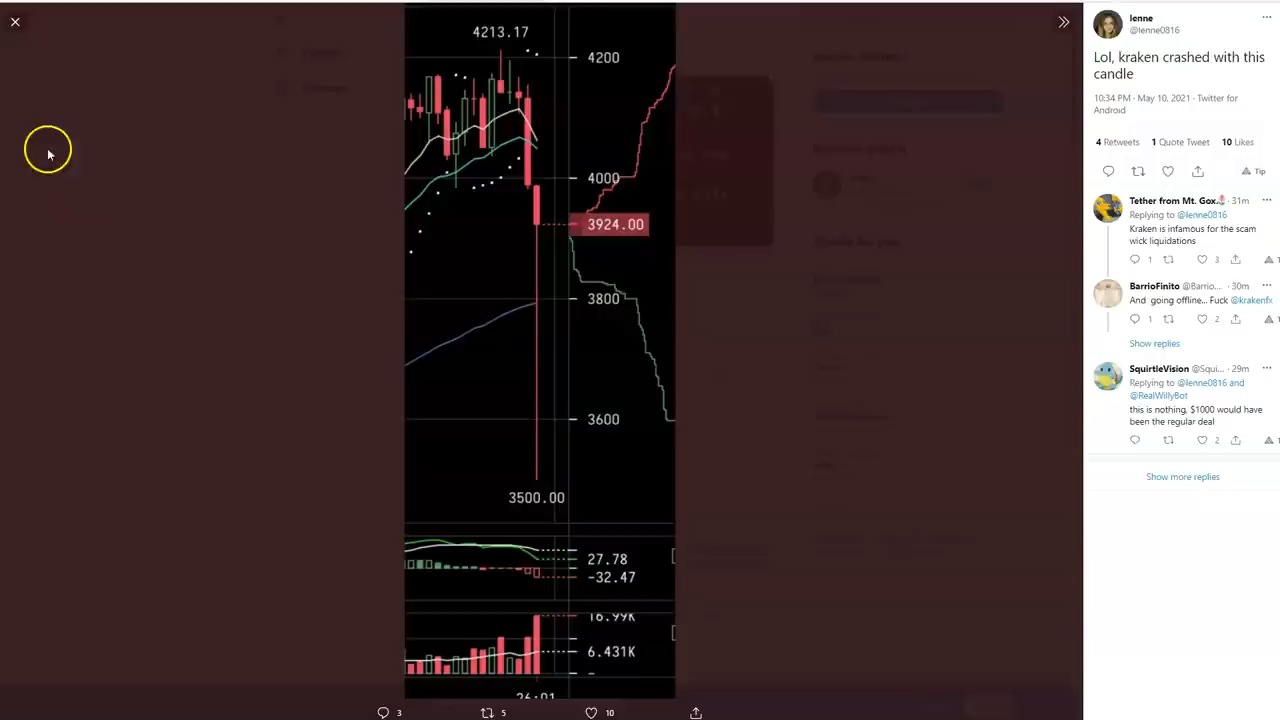 4213.17
4200
4000
3924.00
3800
3600
3500.00
27.78
-32.47
16.99K
6.431K
26:01
3
5
10
lenne
@lenne0816
Lol, kraken crashed with this
candle
10:34 PM · May 10, 2021 · Twitter for
Android
4 Retweets 1 Quote Tweet 10 Likes
Tip
Tether from Mt. Gox. · 31m
Replying to @lenne0816
Kraken is infamous for the scam
wick liquidations
1 3
BarrioFinito @Barrio... · 30m
And going offline... Fuck @krakenfx
1 2
Show replies
SquirtleVision @Squi... · 29m
Replying to @lenne0816 and
@RealWillyBot
this is nothing, $1000 would have
been the regular deal
2
Show more replies